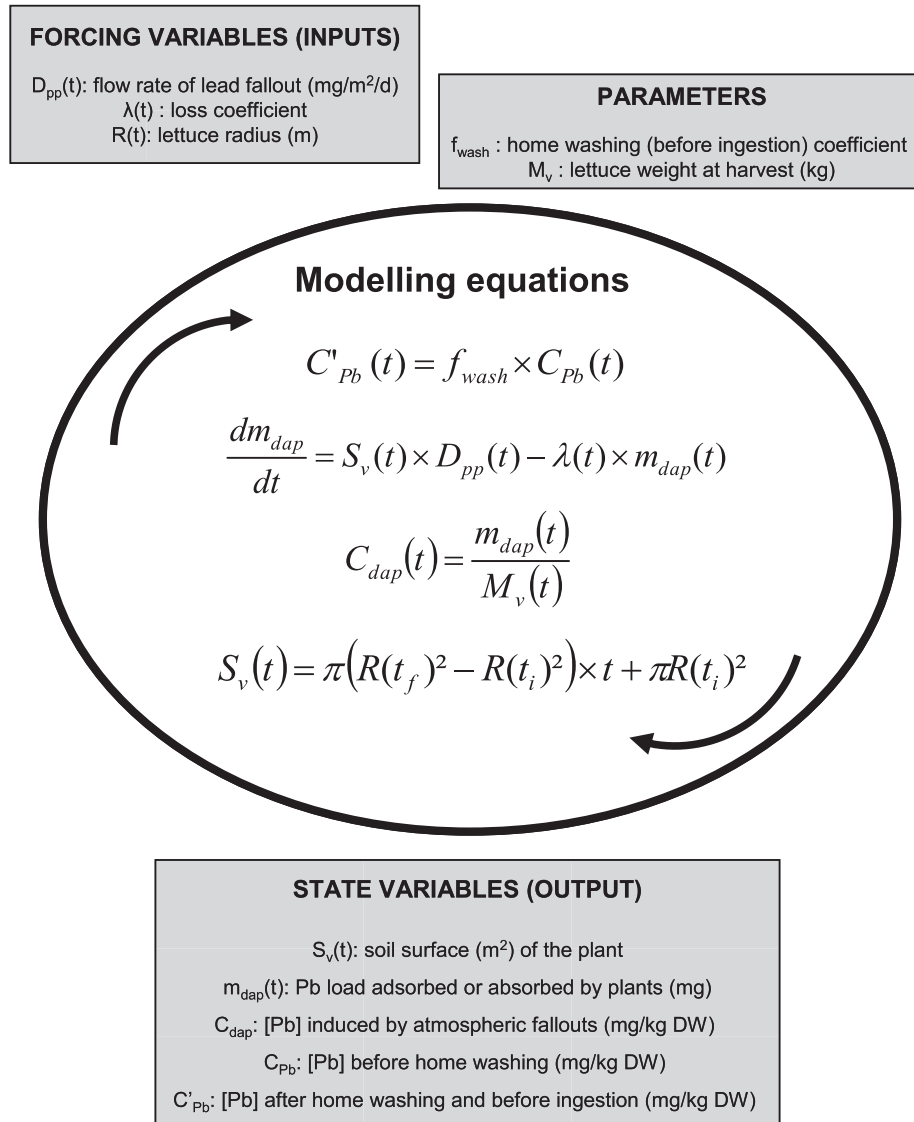 FORCING VARIABLES (INPUTS)
D_pp(t): flow rate of lead fallout (mg/m²/d)
λ(t) : loss coefficient
R(t): lettuce radius (m)
PARAMETERS
f_wash : home washing (before ingestion) coefficient
M_v : lettuce weight at harvest (kg)
Modelling equations
C'_Pb (t) = f_wash × C_Pb (t)
dm_dap/dt = S_v(t) × D_pp(t) − λ(t) × m_dap(t)
C_dap(t) = m_dap(t)/M_v(t)
S_v(t) = π(R(t_f)² − R(t_i)²) × t + πR(t_i)²
STATE VARIABLES (OUTPUT)
S_v(t): soil surface (m²) of the plant
m_dap(t): Pb load adsorbed or absorbed by plants (mg)
C_dap: [Pb] induced by atmospheric fallouts (mg/kg DW)
C_Pb: [Pb] before home washing (mg/kg DW)
C'_Pb: [Pb] after home washing and before ingestion (mg/kg DW)